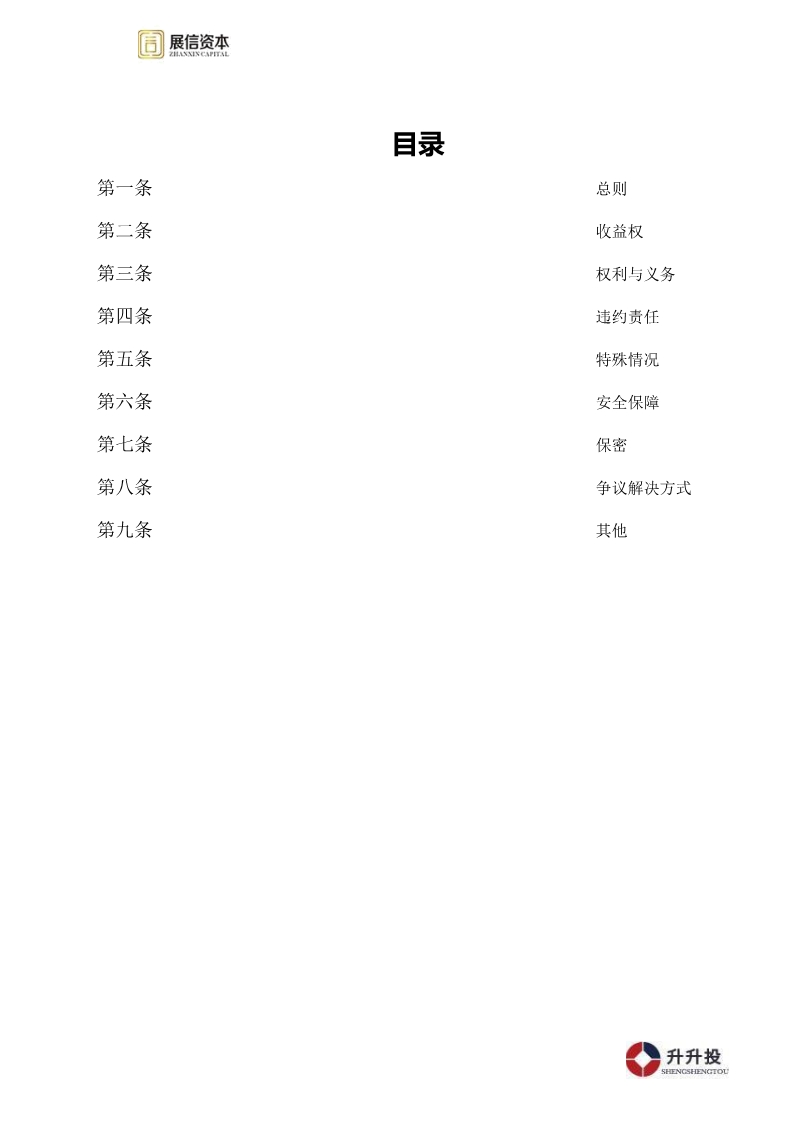 展信资本
ZHANXIN CAPITAL
目录
第一条 总则
第二条 收益权
第三条 权利与义务
第四条 违约责任
第五条 特殊情况
第六条 安全保障
第七条 保密
第八条 争议解决方式
第九条 其他
升升投
SHENGSHENGTOU